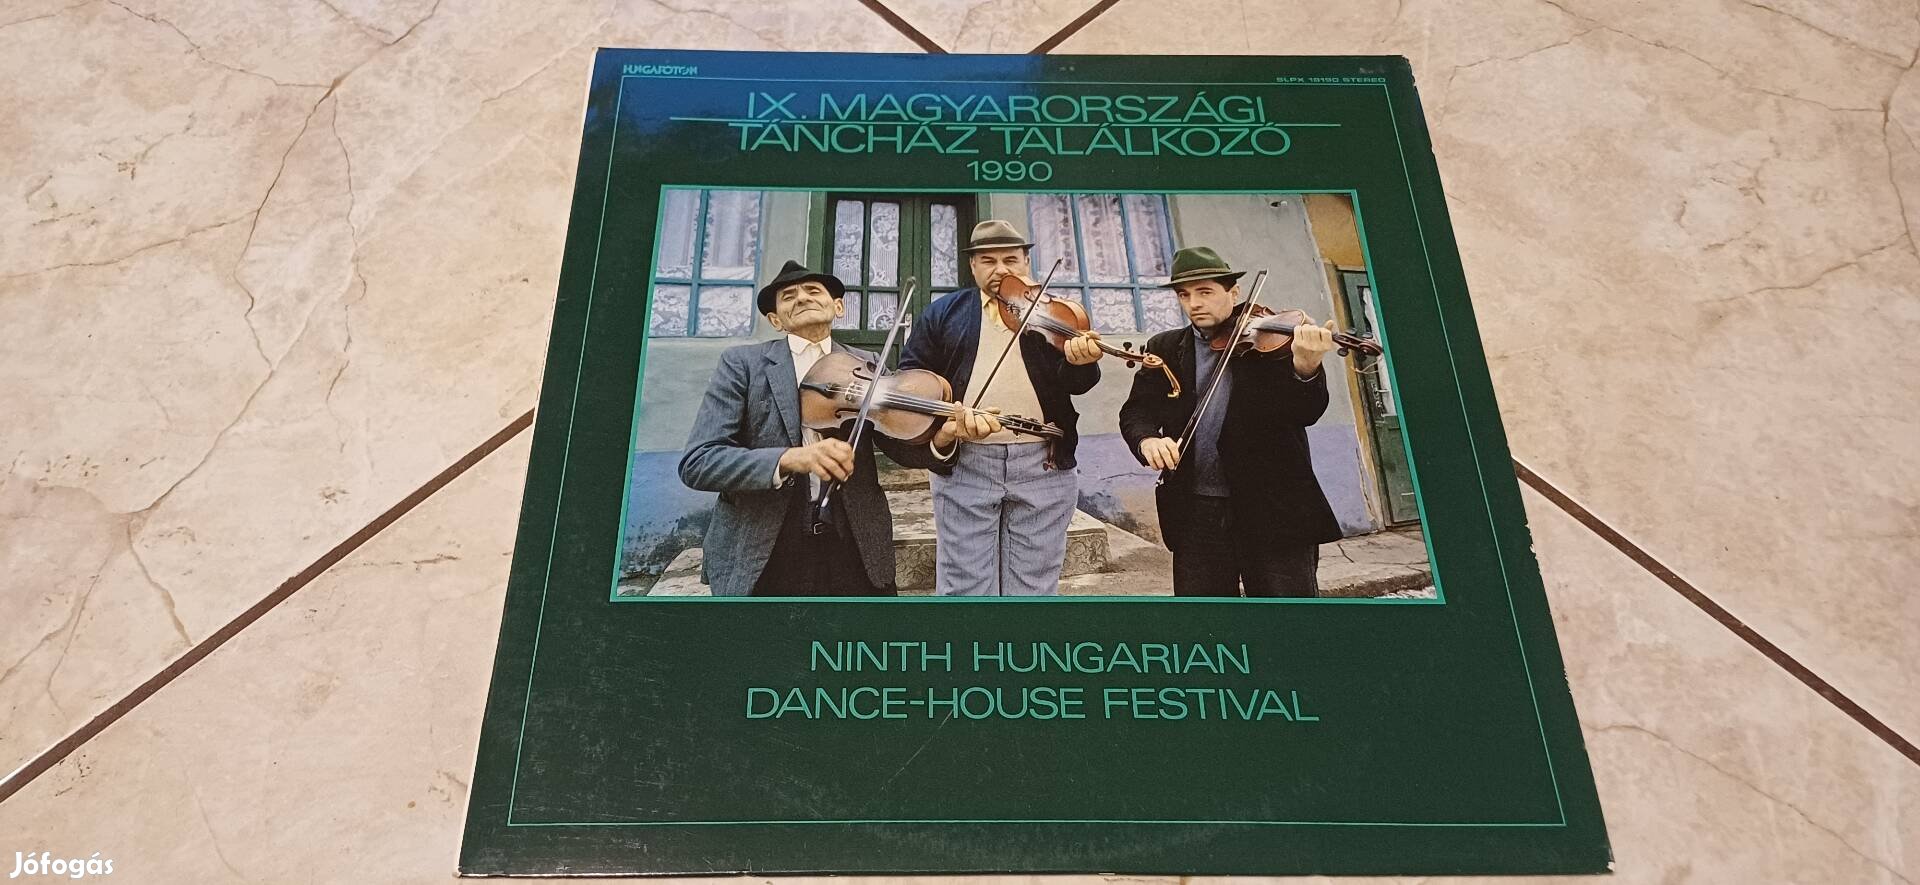 HUNGAROTON
SLPX 18190 STEREO
IX. MAGYARORSZÁGI
TÁNCHÁZ TALÁLKOZÓ
1990
NINTH HUNGARIAN
DANCE-HOUSE FESTIVAL
Jófogás